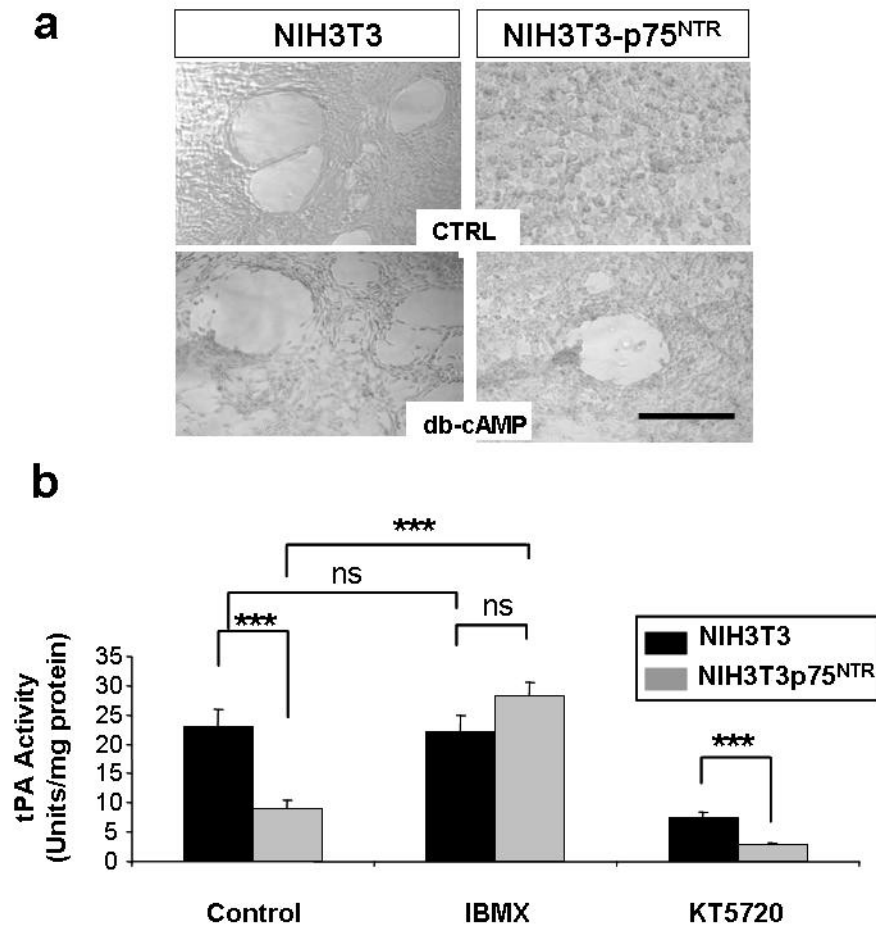 a
NIH3T3
NIH3T3-p75NTR
CTRL
db-cAMP
b
***
ns
***
ns
***
NIH3T3
NIH3T3p75NTR
tPA Activity
(Units/mg protein)
35
30
25
20
15
10
5
0
Control
IBMX
KT5720